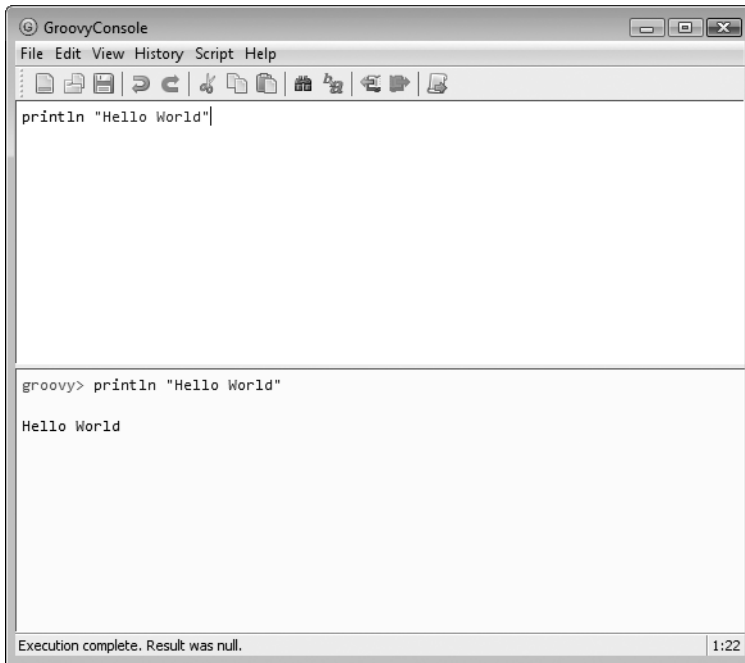 G GroovyConsole
File Edit View History Script Help
b a
println "Hello World"
groovy> println "Hello World"
Hello World
Execution complete. Result was null.
1:22